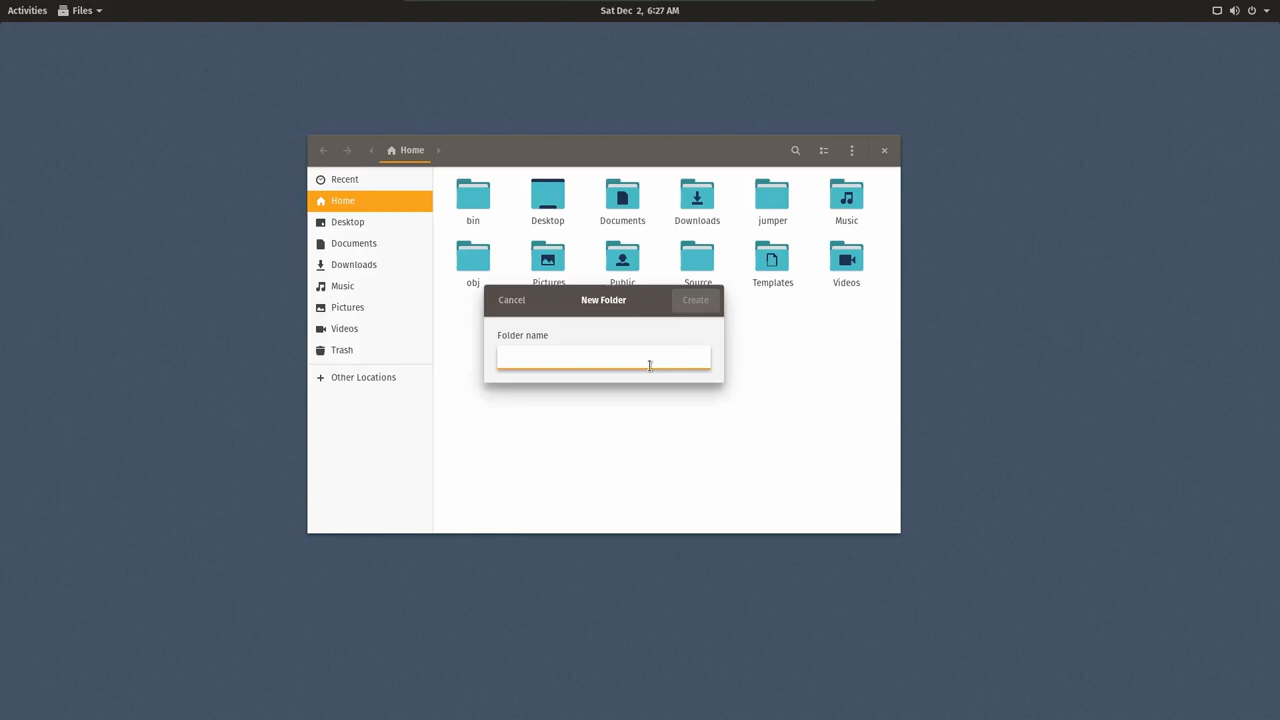 Activities Files Sat Dec 2, 6:27 AM
Home
Recent
Home
Desktop
Documents
Downloads
Music
Pictures
Videos
Trash
Other Locations
bin Desktop Documents Downloads jumper Music
obj Pictures Public Source Templates Videos
Cancel New Folder Create
Folder name